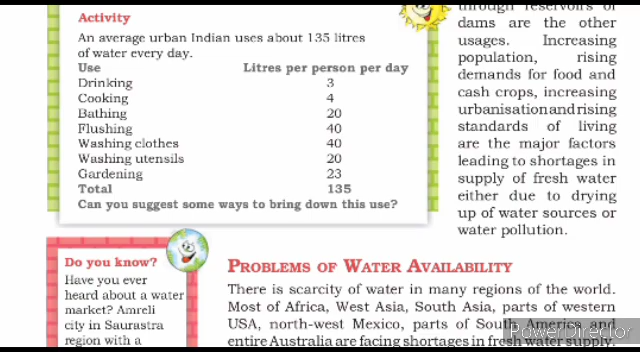 Activity
An average urban Indian uses about 135 litres
of water every day.
Use Litres per person per day
Drinking 3
Cooking 4
Bathing 20
Flushing 40
Washing clothes 40
Washing utensils 20
Gardening 23
Total 135
Can you suggest some ways to bring down this use?
through reservoirs of
dams are the other
usages. Increasing
population, rising
demands for food and
cash crops, increasing
urbanisation and rising
standards of living
are the major factors
leading to shortages in
supply of fresh water
either due to drying
up of water sources or
water pollution.
Do you know?
Have you ever
heard about a water
market? Amreli
city in Saurastra
region with a
PROBLEMS OF WATER AVAILABILITY
There is scarcity of water in many regions of the world.
Most of Africa, West Asia, South Asia, parts of western
USA, north-west Mexico, parts of South America and
entire Australia are facing shortages in fresh water supply.
PowerDirector